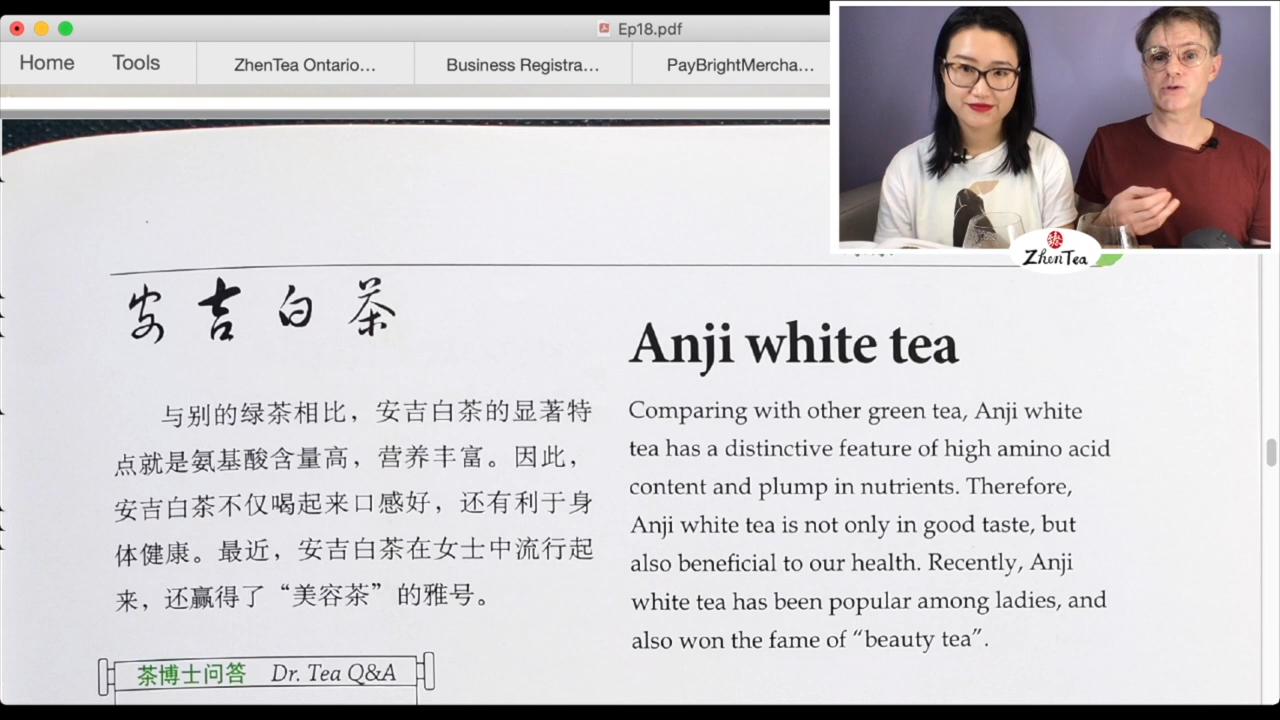 Ep18.pdf
Home
Tools
ZhenTea Ontario…
Business Registra…
PayBrightMercha…
ZhenTea
安吉白茶
与别的绿茶相比，安吉白茶的显著特
点就是氨基酸含量高，营养丰富。因此，
安吉白茶不仅喝起来口感好，还有利于身
体健康。最近，安吉白茶在女士中流行起
来，还赢得了“美容茶”的雅号。
Anji white tea
Comparing with other green tea, Anji white
tea has a distinctive feature of high amino acid
content and plump in nutrients. Therefore,
Anji white tea is not only in good taste, but
also beneficial to our health. Recently, Anji
white tea has been popular among ladies, and
also won the fame of “beauty tea”.
茶博士问答 Dr. Tea Q&A